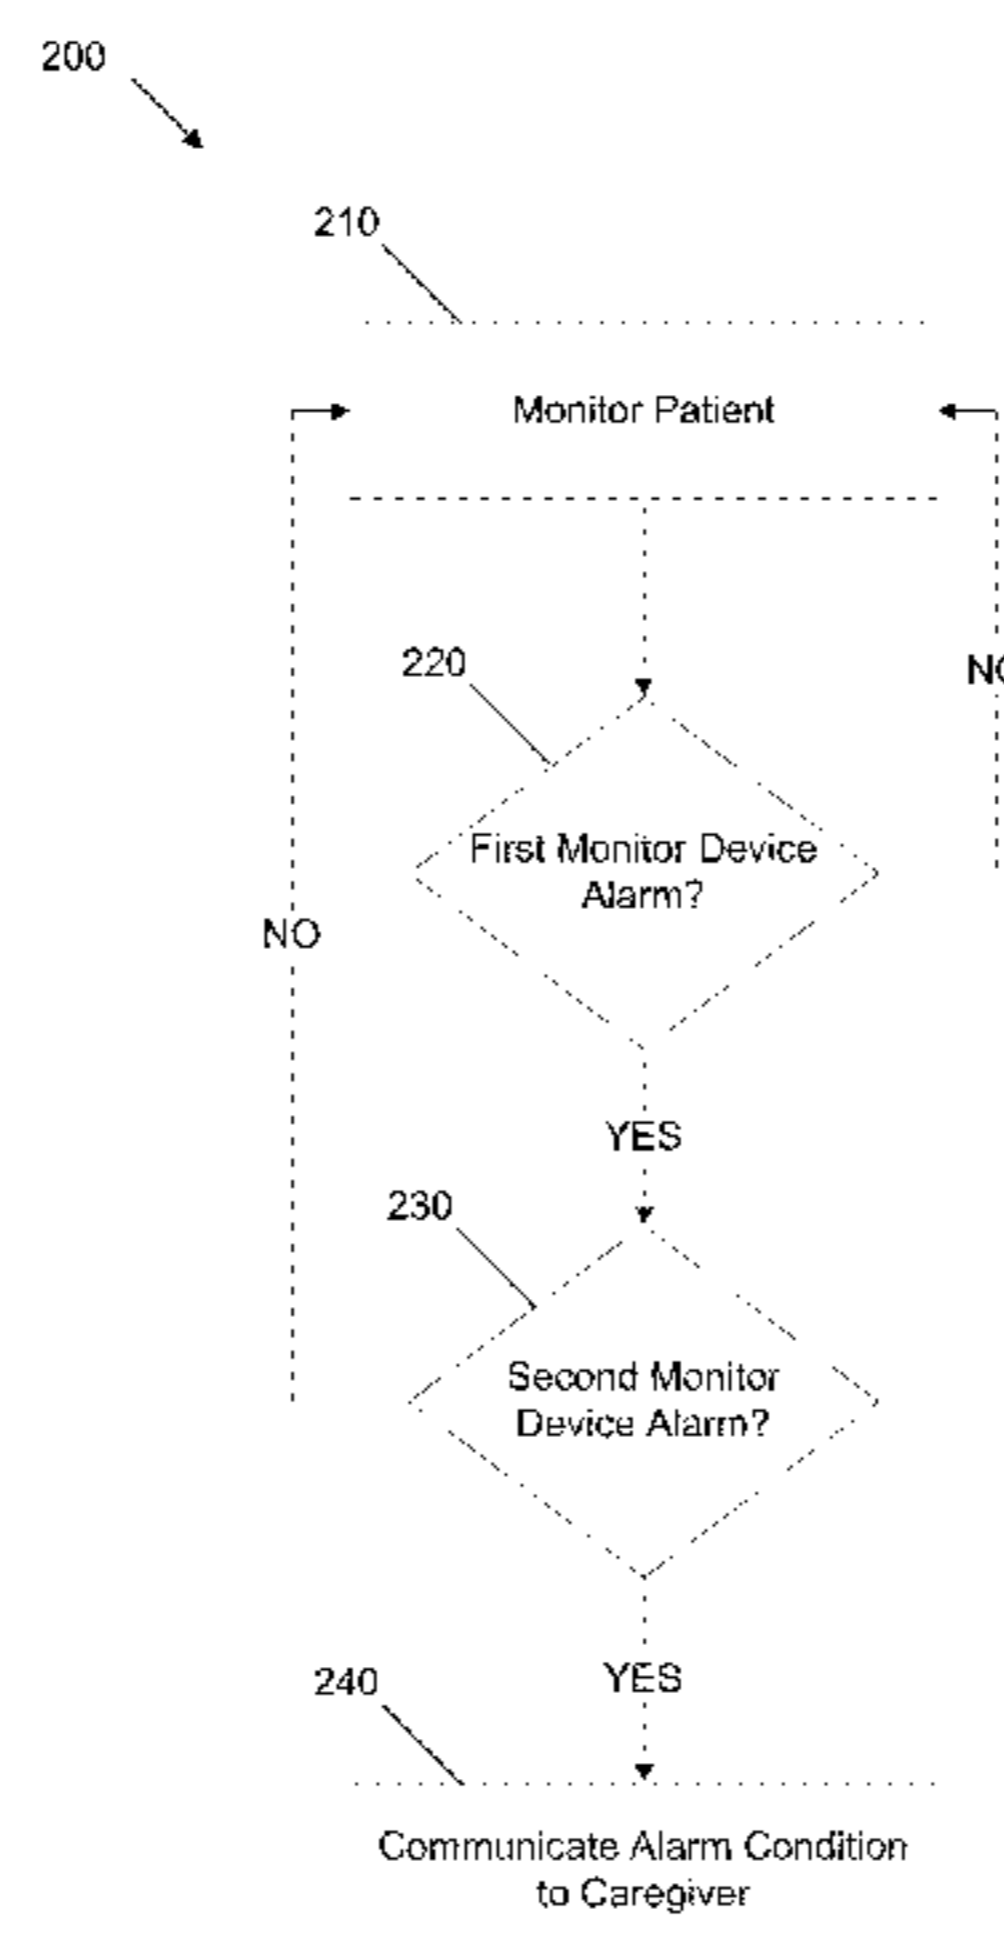 200
210
Monitor Patient
220
NO
First Monitor Device
Alarm?
NO
YES
230
Second Monitor
Device Alarm?
YES
240
Communicate Alarm Condition
to Caregiver